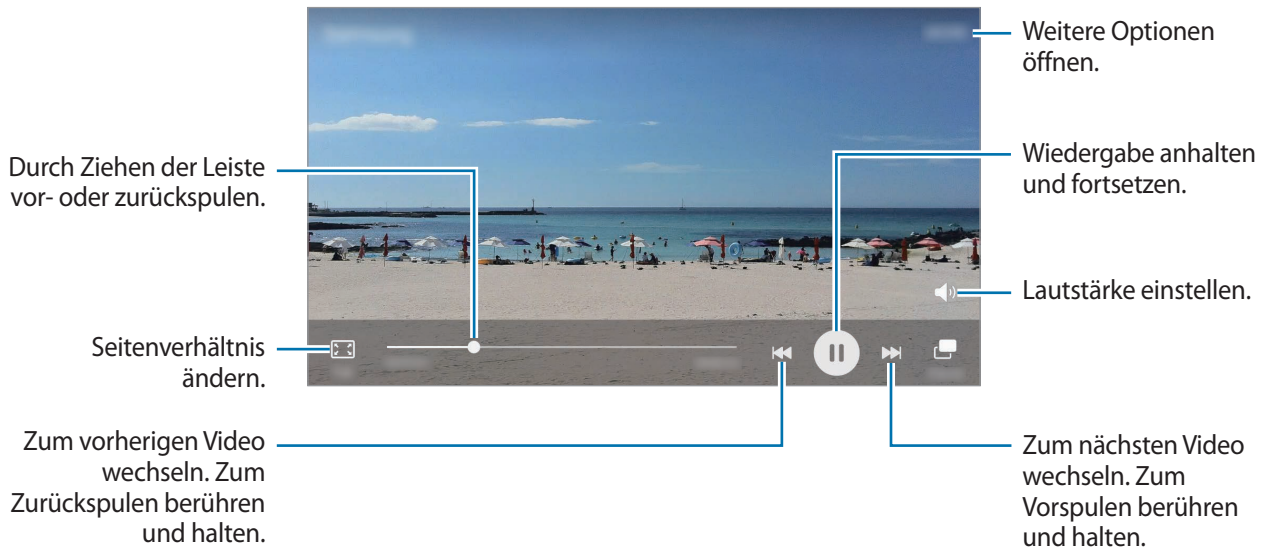 Weitere Optionen
öffnen.
Durch Ziehen der Leiste
vor- oder zurückspulen.
Wiedergabe anhalten
und fortsetzen.
Lautstärke einstellen.
Seitenverhältnis
ändern.
Zum vorherigen Video
wechseln. Zum
Zurückspulen berühren
und halten.
Zum nächsten Video
wechseln. Zum
Vorspulen berühren
und halten.